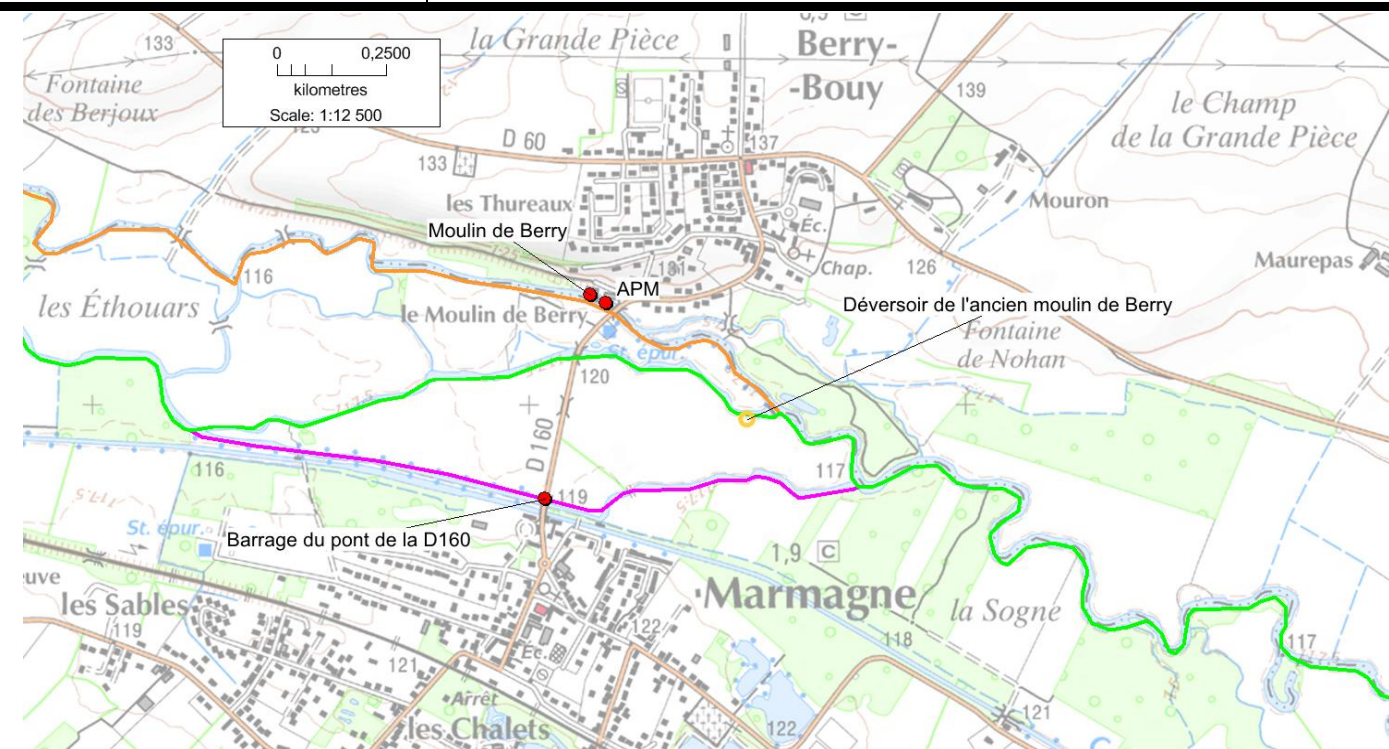 133
0 0,2500
kilometres
Scale: 1:12 500
la Grande Pièce
Berry-
-Bouy
139
Fontaine
des Berjoux
le Champ
de la Grande Pièce
D 60
137
133
les Thureaux
Mouron
Moulin de Berry
Éc.
Chap.
131
126
Maurepas
116
APM
Déversoir de l'ancien moulin de Berry
les Éthouars
le Moulin de Berry
Fontaine
de Nohan
St. épur.
120
D 160
117
116
119
St. épur.
Barrage du pont de la D160
1,9 C
Marmagne
la Sogne
les Sables
119
122
118
117
121
Éc.
Arrêt
les Chalets
122
121